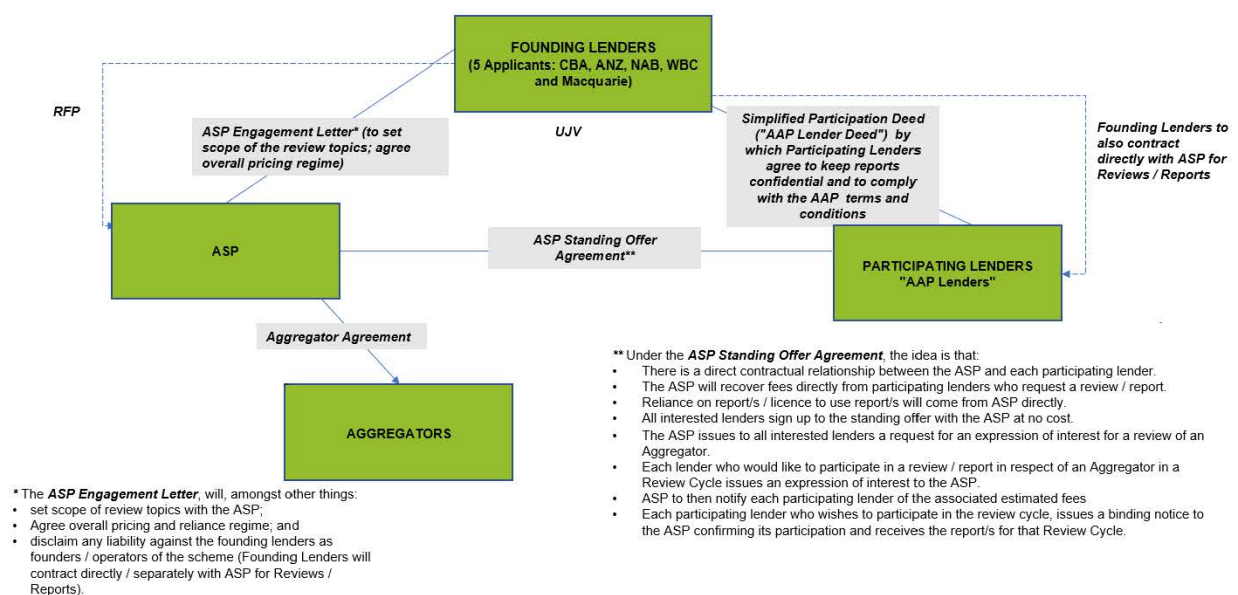 FOUNDING LENDERS
(5 Applicants: CBA, ANZ, NAB, WBC
and Macquarie)
RFP
ASP Engagement Letter* (to set
scope of the review topics; agree
overall pricing regime)
UJV
Simplified Participation Deed
("AAP Lender Deed") by
which Participating Lenders
agree to keep reports
confidential and to comply
with the AAP terms and
conditions
Founding Lenders to
also contract
directly with ASP for
Reviews / Reports
ASP
ASP Standing Offer
Agreement**
PARTICIPATING LENDERS
"AAP Lenders"
Aggregator Agreement
AGGREGATORS
* The ASP Engagement Letter, will, amongst other things:
• set scope of review topics with the ASP;
• Agree overall pricing and reliance regime; and
• disclaim any liability against the founding lenders as
founders / operators of the scheme (Founding Lenders will
contract directly / separately with ASP for Reviews /
Reports).
** Under the ASP Standing Offer Agreement, the idea is that:
• There is a direct contractual relationship between the ASP and each participating lender.
• The ASP will recover fees directly from participating lenders who request a review / report.
• Reliance on report/s / licence to use report/s will come from ASP directly.
• All interested lenders sign up to the standing offer with the ASP at no cost.
• The ASP issues to all interested lenders a request for an expression of interest for a review of an
Aggregator.
• Each lender who would like to participate in a review / report in respect of an Aggregator in a
Review Cycle issues an expression of interest to the ASP.
• ASP to then notify each participating lender of the associated estimated fees
• Each participating lender who wishes to participate in the review cycle, issues a binding notice to
the ASP confirming its participation and receives the report/s for that Review Cycle.